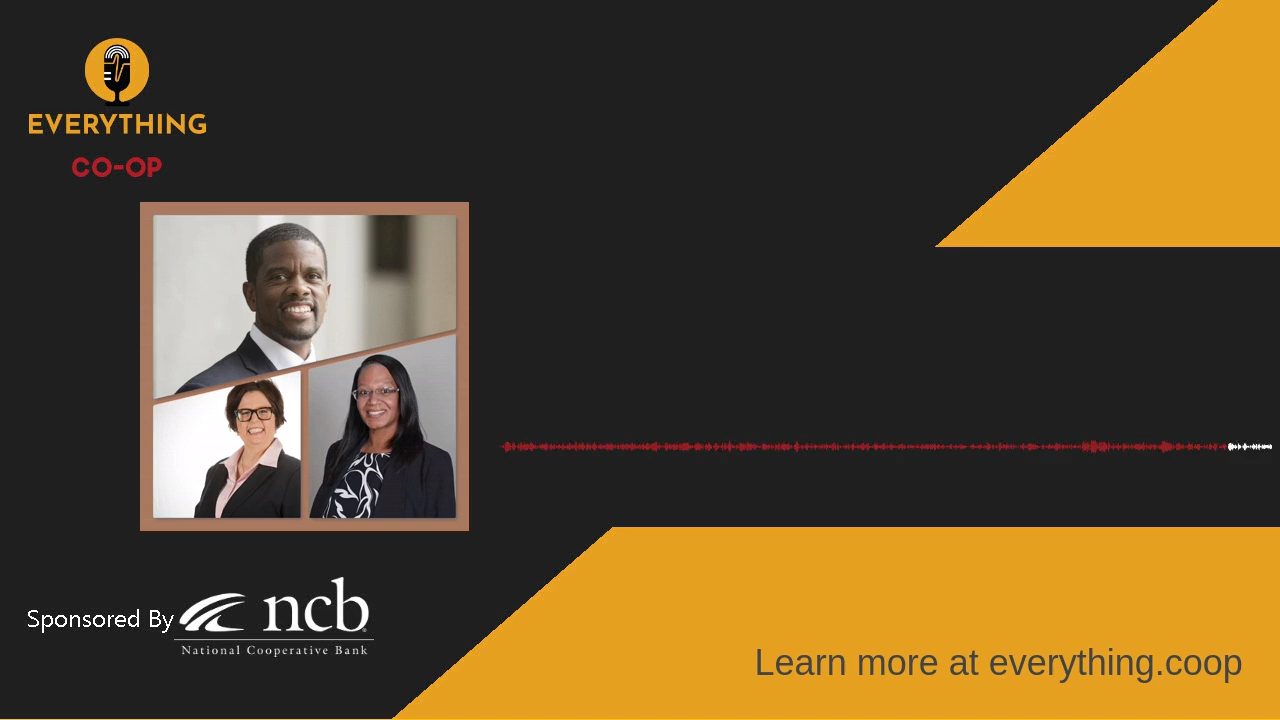 EVERYTHING
CO-OP
Sponsored By
ncb
National Cooperative Bank
Learn more at everything.coop